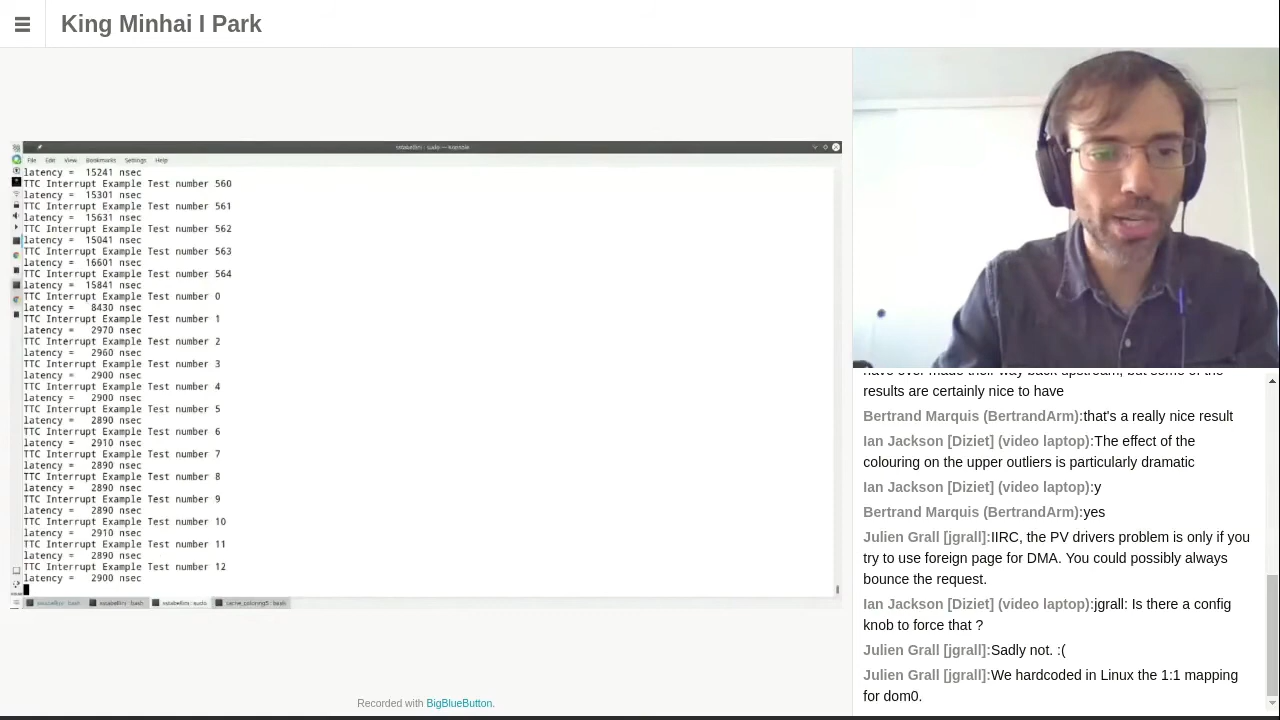 King Minhai I Park
File Edit View Bookmarks Settings Help
latency = 15241 nsec
TTC Interrupt Example Test number 560
latency = 15301 nsec
TTC Interrupt Example Test number 561
latency = 15631 nsec
TTC Interrupt Example Test number 562
latency = 15041 nsec
TTC Interrupt Example Test number 563
latency = 16601 nsec
TTC Interrupt Example Test number 564
latency = 15841 nsec
TTC Interrupt Example Test number 0
latency = 8430 nsec
TTC Interrupt Example Test number 1
latency = 2970 nsec
TTC Interrupt Example Test number 2
latency = 2960 nsec
TTC Interrupt Example Test number 3
latency = 2900 nsec
TTC Interrupt Example Test number 4
latency = 2900 nsec
TTC Interrupt Example Test number 5
latency = 2890 nsec
TTC Interrupt Example Test number 6
latency = 2910 nsec
TTC Interrupt Example Test number 7
latency = 2890 nsec
TTC Interrupt Example Test number 8
latency = 2890 nsec
TTC Interrupt Example Test number 9
latency = 2890 nsec
TTC Interrupt Example Test number 10
latency = 2910 nsec
TTC Interrupt Example Test number 11
latency = 2890 nsec
TTC Interrupt Example Test number 12
latency = 2900 nsec
Recorded with BigBlueButton.
results are certainly nice to have
Bertrand Marquis (BertrandArm):that's a really nice result
Ian Jackson [Diziet] (video laptop):The effect of the
colouring on the upper outliers is particularly dramatic
Ian Jackson [Diziet] (video laptop):y
Bertrand Marquis (BertrandArm):yes
Julien Grall [jgrall]:IIRC, the PV drivers problem is only if you
try to use foreign page for DMA. You could possibly always
bounce the request.
Ian Jackson [Diziet] (video laptop):jgrall: Is there a config
knob to force that ?
Julien Grall [jgrall]:Sadly not. :(
Julien Grall [jgrall]:We hardcoded in Linux the 1:1 mapping
for dom0.